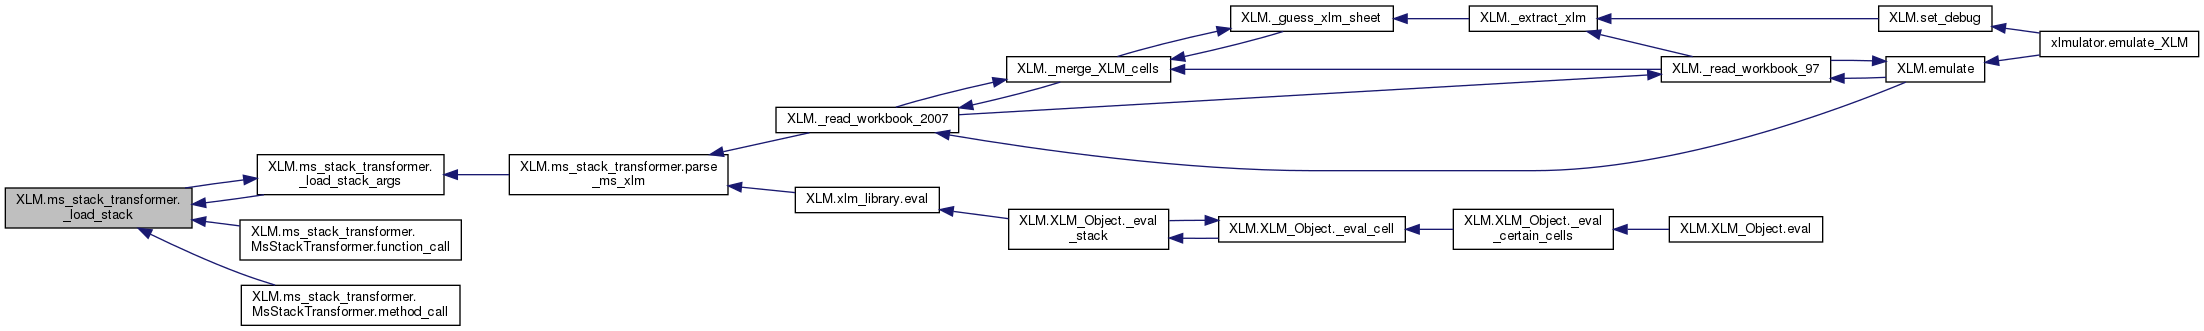 XLM.ms_stack_transformer.
_load_stack
XLM.ms_stack_transformer.
_load_stack_args
XLM.ms_stack_transformer.
MsStackTransformer.function_call
XLM.ms_stack_transformer.
MsStackTransformer.method_call
XLM.ms_stack_transformer.parse
_ms_xlm
XLM._read_workbook_2007
XLM.xlm_library.eval
XLM._merge_XLM_cells
XLM.XLM_Object._eval
_stack
XLM._guess_xlm_sheet
XLM.XLM_Object._eval_cell
XLM._extract_xlm
XLM.XLM_Object._eval
_certain_cells
XLM._read_workbook_97
XLM.set_debug
XLM.emulate
XLM.XLM_Object.eval
xlmulator.emulate_XLM